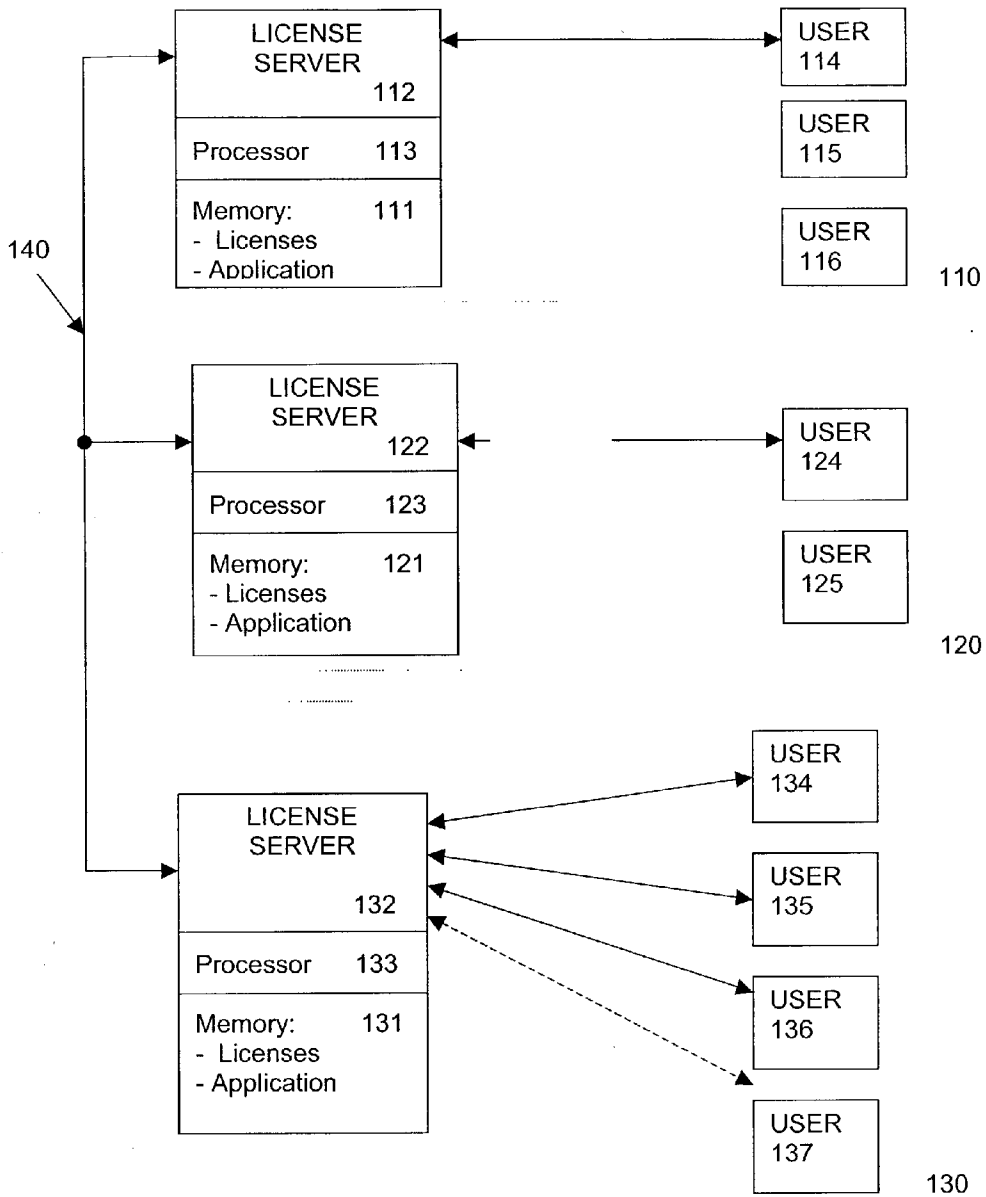 LICENSE
SERVER
112
Processor 113
Memory: 111
- Licenses
- Application
USER
114
USER
115
USER
116
110
140
LICENSE
SERVER
122
Processor 123
Memory: 121
- Licenses
- Application
USER
124
USER
125
120
LICENSE
SERVER
132
Processor 133
Memory: 131
- Licenses
- Application
USER
134
USER
135
USER
136
USER
137
130